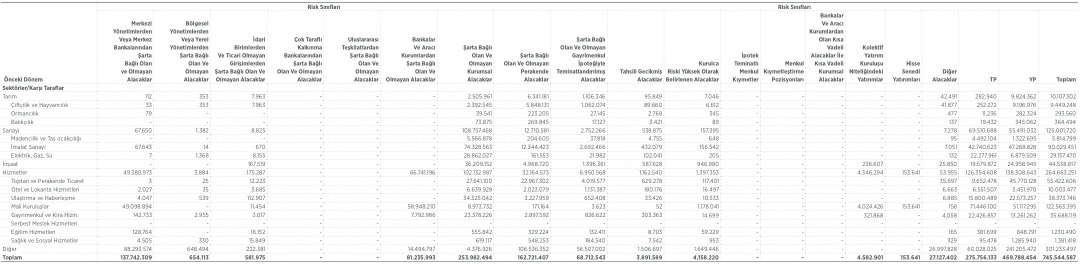 Risk Sınıfları Risk Sınıfları
Önceki Dönem | Merkezi Yönetimlerden Veya Merkez Bankalarından Şarta Bağlı Olan ve Olmayan Alacaklar | Bölgesel Yönetimlerden Veya Yerel Yönetimlerden Şarta Bağlı Olan Ve Olmayan Alacaklar | İdari Birimlerden Ve Ticari Olmayan Girişimlerden Şarta Bağlı Olan Ve Olmayan Alacaklar | Çok Taraflı Kalkınma Bankalarından Şarta Bağlı Olan Ve Olmayan Alacaklar | Uluslararası Teşkilatlardan Şarta Bağlı Olan Ve Olmayan Alacaklar | Bankalar Ve Aracı Kurumlardan Şarta Bağlı Olan Ve Olmayan Alacaklar | Şarta Bağlı Olan Ve Olmayan Kurumsal Alacaklar | Şarta Bağlı Olan Ve Olmayan Perakende Alacaklar | Şarta Bağlı Olan Ve Olmayan Gayrimenkul İpoteğiyle Teminatlandırılmış Alacaklar | Tahsili Gecikmiş Alacaklar | Kurulca Riski Yüksek Olarak Belirlenen Alacaklar | İpotek Teminatlı Menkul Kıymetler | Menkul Kıymetleştirme Pozisyonları | Bankalar Ve Aracı Kurumlardan Olan Kısa Vadeli Alacaklar İle Kısa Vadeli Kurumsal Alacaklar | Kolektif Yatırım Kuruluşu Niteliğindeki Yatırımlar | Hisse Senedi Yatırımları | Diğer Alacaklar | TP | YP | Toplam
Sektörler/Karşı Taraflar
Tarım 112 353 7.963 - - - 2.505.961 6.341.181 1.106.346 95.849 7.046 - - - - - 42.491 282.940 9.824.362 10.107.302
Çiftçilik ve Hayvancılık 33 353 7.963 - - - 2.392.545 5.848.131 1.062.074 89.660 6.612 - - - - - 41.877 252.272 9.196.976 9.449.248
Ormancılık 79 - - - - - 39.541 223.205 27.145 2.768 345 - - - - - 477 11.236 282.324 293.560
Balıkçılık - - - - - - 73.875 269.845 17.127 3.421 89 - - - - - 137 19.432 345.062 364.494
Sanayi 67.650 1.382 8.825 - - - 108.757.468 12.710.581 2.752.266 538.875 157.395 - - - - - 7.278 69.510.688 55.491.032 125.001.720
Madencilik ve Taş ocakçılığı - - - - - - 5.566.878 204.605 37.818 4.755 648 - - - - - 95 4.492.104 1.322.695 5.814.799
İmalat Sanayi 67.643 14 670 - - - 74.328.563 12.344.423 2.692.466 432.079 156.542 - - - - - 7.051 42.740.623 47.288.828 90.029.451
Elektrik, Gaz, Su 7 1.368 8.155 - - - 28.862.027 161.553 21.982 102.041 205 - - - - - 132 22.277.961 6.879.509 29.157.470
İnşaat - - 167.519 - - - 36.209.152 4.968.720 1.396.361 587.628 946.980 - - - 236.607 - 25.850 19.579.872 24.958.945 44.538.817
Hizmetler 49.380.973 3.884 175.287 - - 66.741.196 102.132.987 32.164.573 6.950.568 1.162.540 1.397.353 - - - 4.346.294 153.641 53.955 126.354.608 138.308.643 264.663.251
Toptan ve Perakende Ticaret 3 25 12.223 - - - 27.641.100 22.967.302 4.019.577 629.278 117.401 - - - - - 35.697 9.652.478 45.770.128 55.422.606
Otel ve Lokanta Hizmetleri 2.027 35 3.685 - - - 6.639.928 2.023.079 1.131.387 180.176 16.497 - - - - - 6.663 6.551.507 3.451.970 10.003.477
Ulaştırma ve Haberleşme 4.047 539 112.907 - - - 34.325.042 3.227.959 652.408 33.426 10.533 - - - - - 6.885 15.800.489 22.573.257 38.373.746
Mali Kuruluşlar 49.098.894 - 11.454 - - 58.948.210 8.973.732 171.164 3.623 52 1.178.041 - - - 4.024.426 153.641 158 71.446.100 51.117.295 122.563.395
Gayrimenkul ve Kira Hizm. 142.733 2.955 3.017 - - 7.792.986 23.378.226 2.897.592 826.622 303.363 14.699 - - - 321.868 - 4.058 22.426.857 13.261.262 35.688.119
Serbest Meslek Hizmetleri
Eğitim Hizmetleri 128.764 - 16.152 - - - 555.842 329.224 132.411 8.703 59.229 - - - - - 165 381.699 848.791 1.230.490
Sağlık ve Sosyal Hizmetler 4.505 330 15.849 - - - 619.117 548.253 184.540 7.542 953 - - - - - 329 95.478 1.285.940 1.381.418
Diğer 88.293.574 648.494 222.381 - - 14.494.797 4.376.926 106.536.352 56.507.002 1.506.697 1.649.446 - - - - - 26.997.828 60.028.025 241.205.472 301.233.497
Toplam 137.742.309 654.113 581.975 - - 81.235.993 253.982.494 162.721.407 68.712.543 3.891.589 4.158.220 - - - 4.582.901 153.641 27.127.402 275.756.133 469.788.454 745.544.587